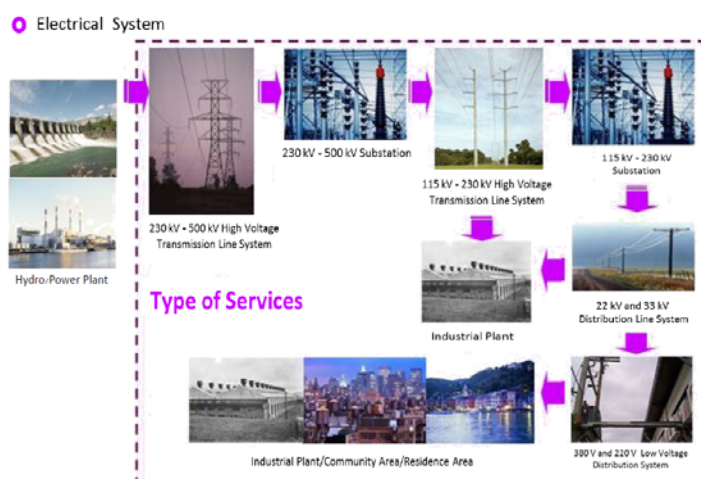 Electrical System
230 kV - 500 kV Substation
115 kV - 230 kV
Substation
115 kV - 230 kV High Voltage
Transmission Line System
230 kV - 500 kV High Voltage
Transmission Line System
Hydro/Power Plant
Type of Services
22 kV and 33 kV
Distribution Line System
Industrial Plant
380 V and 220 V Low Voltage
Distribution System
Industrial Plant/Community Area/Residence Area